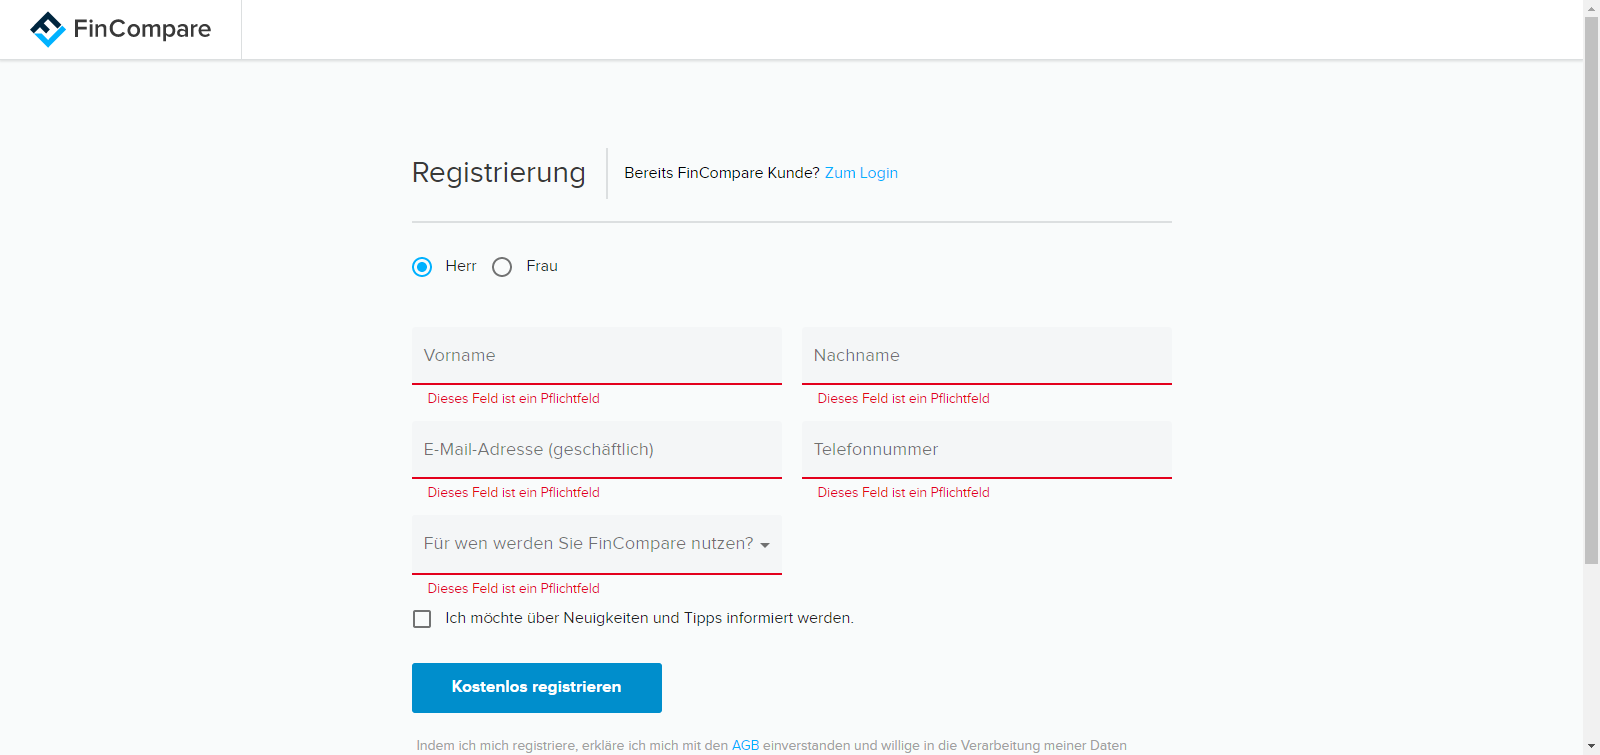 FinCompare
Registrierung
Bereits FinCompare Kunde? Zum Login
Herr Frau
Vorname Nachname
Dieses Feld ist ein Pflichtfeld Dieses Feld ist ein Pflichtfeld
E-Mail-Adresse (geschäftlich) Telefonnummer
Dieses Feld ist ein Pflichtfeld Dieses Feld ist ein Pflichtfeld
Für wen werden Sie FinCompare nutzen?
Dieses Feld ist ein Pflichtfeld
Ich möchte über Neuigkeiten und Tipps informiert werden.
Kostenlos registrieren
Indem ich mich registriere, erkläre ich mich mit den AGB einverstanden und willige in die Verarbeitung meiner Daten